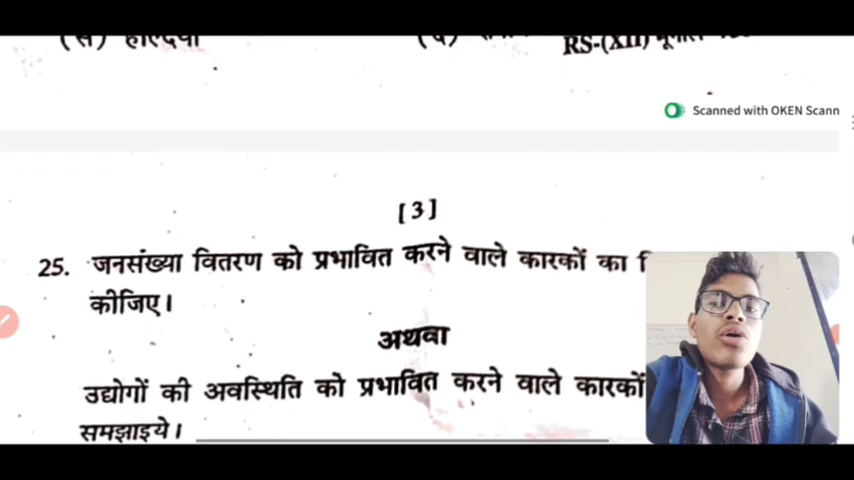 (स) हल्दिया
RS-(XII) भूगोल
Scanned with OKEN Scann
[3]
25. जनसंख्या वितरण को प्रभावित करने वाले कारकों का
कीजिए।
अथवा
उद्योगों की अवस्थिति को प्रभावित करने वाले कारकों
समझाइये।